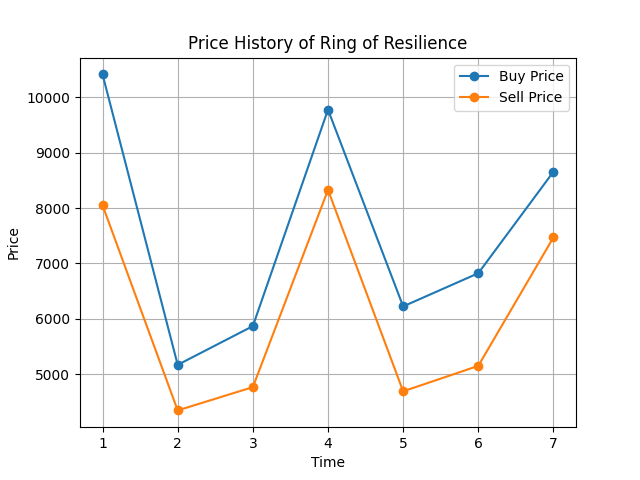 Price History of Ring of Resilience
Buy Price
Sell Price
10000
9000
8000
7000
6000
5000
Price
1 2 3 4 5 6 7
Time